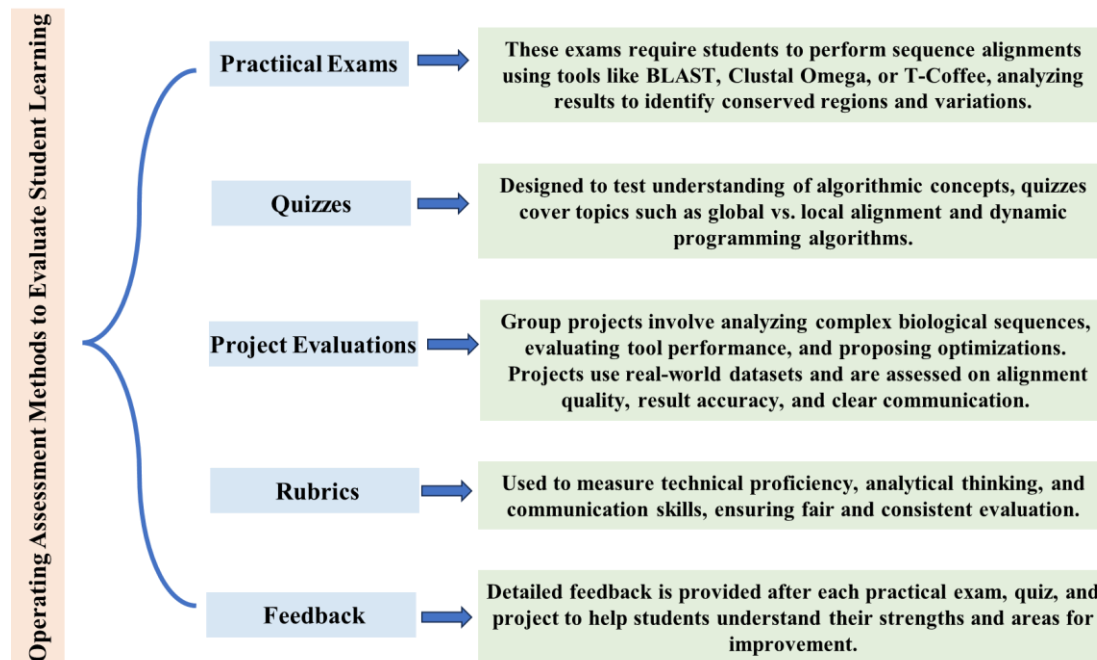 Operating Assessment Methods to Evaluate Student Learning
Practiical Exams
These exams require students to perform sequence alignments
using tools like BLAST, Clustal Omega, or T-Coffee, analyzing
results to identify conserved regions and variations.
Quizzes
Designed to test understanding of algorithmic concepts, quizzes
cover topics such as global vs. local alignment and dynamic
programming algorithms.
Project Evaluations
Group projects involve analyzing complex biological sequences,
evaluating tool performance, and proposing optimizations.
Projects use real-world datasets and are assessed on alignment
quality, result accuracy, and clear communication.
Rubrics
Used to measure technical proficiency, analytical thinking, and
communication skills, ensuring fair and consistent evaluation.
Feedback
Detailed feedback is provided after each practical exam, quiz, and
project to help students understand their strengths and areas for
improvement.